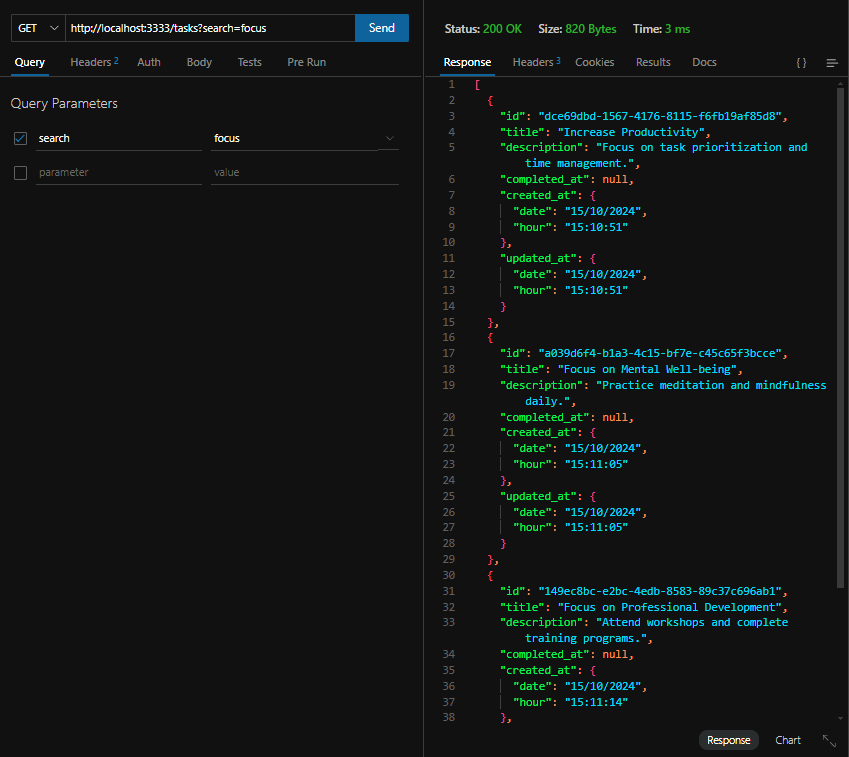 GET http://localhost:3333/tasks?search=focus Send
Query Headers 2 Auth Body Tests Pre Run
Query Parameters
search focus
parameter value
Status: 200 OK Size: 820 Bytes Time: 3 ms
Response Headers 3 Cookies Results Docs { }
1 [
2 {
3 "id": "dce69dbd-1567-4176-8115-f6fb19af85d8",
4 "title": "Increase Productivity",
5 "description": "Focus on task prioritization and
time management.",
6 "completed_at": null,
7 "created_at": {
8 "date": "15/10/2024",
9 "hour": "15:10:51"
10 },
11 "updated_at": {
12 "date": "15/10/2024",
13 "hour": "15:10:51"
14 }
15 },
16 {
17 "id": "a039d6f4-b1a3-4c15-bf7e-c45c65f3bcce",
18 "title": "Focus on Mental Well-being",
19 "description": "Practice meditation and mindfulness
daily.",
20 "completed_at": null,
21 "created_at": {
22 "date": "15/10/2024",
23 "hour": "15:11:05"
24 },
25 "updated_at": {
26 "date": "15/10/2024",
27 "hour": "15:11:05"
28 }
29 },
30 {
31 "id": "149ec8bc-e2bc-4edb-8583-89c37c696ab1",
32 "title": "Focus on Professional Development",
33 "description": "Attend workshops and complete
training programs.",
34 "completed_at": null,
35 "created_at": {
36 "date": "15/10/2024",
37 "hour": "15:11:14"
38 },
Response Chart